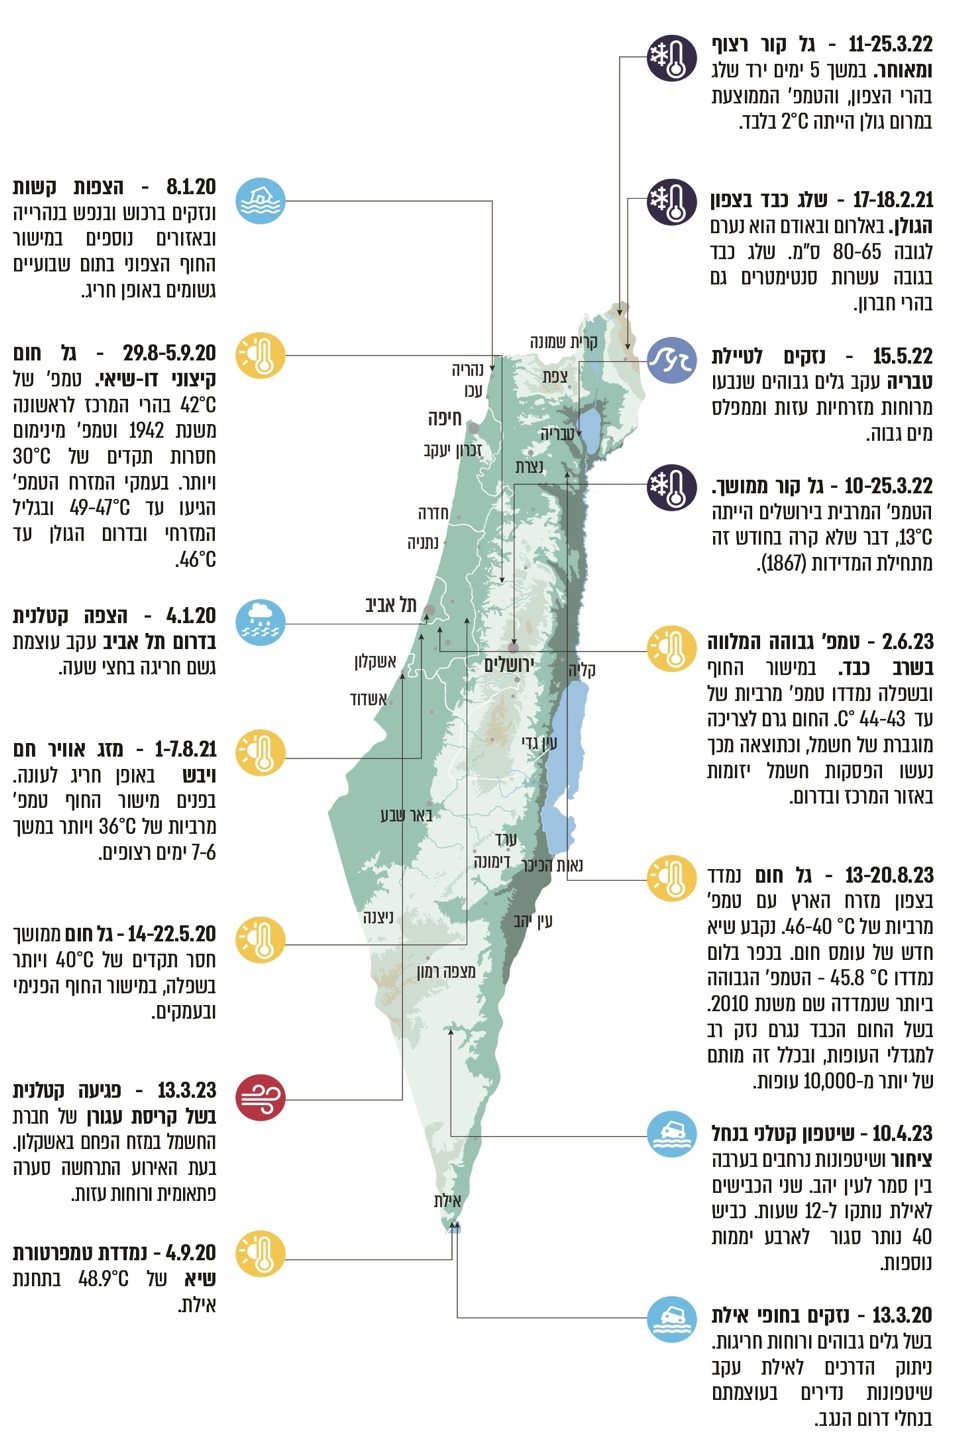 11-25.3.22 - גל קור רצוף
ומאוחר. במשך 5 ימים ירד שלג
בהרי הצפון, והטמפ' הממוצעת
במרום גולן הייתה 2°C בלבד.
17-18.2.21 - שלג כבד בצפון
הגולן. באלרום ובאודם הוא נערם
לגובה 80-65 ס"מ. שלג כבד
בגובה עשרות סנטימטרים גם
בהרי חברון.
15.5.22 - נזקים לטיילת
טבריה עקב גלים גבוהים שנבעו
מרוחות מזרחיות עזות וממפלס
מים גבוה.
10-25.3.22 - גל קור ממושך.
הטמפ' המרבית בירושלים הייתה
13°C, דבר שלא קרה בחודש זה
מתחילת המדידות (1867).
2.6.23 - טמפ' גבוהה המלווה
בשרב כבד. במישור החוף
ובשפלה נמדדו טמפ' מרביות של
עד 44-43 °C. החום גרם לצריכה
מוגברת של חשמל, וכתוצאה מכך
נעשו הפסקות חשמל יזומות
באזור המרכז ובדרום.
13-20.8.23 - גל חום נמדד
בצפון מזרח הארץ עם טמפ'
מרביות של 46-40 °C. נקבע שיא
חדש של עומס חום. בכפר בלום
נמדדו 45.8 °C - הטמפ' הגבוהה
ביותר שנמדדה שם משנת 2010.
בשל החום הכבד נגרם נזק רב
למגדלי העופות, ובכלל זה מותם
של יותר מ-10,000 עופות.
10.4.23 - שיטפון קטלני בנחל
ציחור ושיטפונות נרחבים בערבה
בין סמר לעין יהב. שני הכבישים
לאילת נותקו ל-12 שעות. כביש
40 נותר סגור לארבע יממות
נוספות.
13.3.20 - נזקים בחופי אילת
בשל גלים גבוהים ורוחות חריגות.
ניתוק הדרכים לאילת עקב
שיטפונות נדירים בעוצמתם
בנחלי דרום הנגב.
קרית שמונה
נהריה
צפת
עכו
חיפה
טבריה
זכרון יעקב
נצרת
חדרה
נתניה
תל אביב
אשקלון
ירושלים
קליה
אשדוד
עין גדי
באר שבע
ערד
דימונה
נאות הכיכר
ניצנה
עין יהב
מצפה רמון
אילת
8.1.20 - הצפות קשות
ונזקים ברכוש ובנפש בנהרייה
ובאזורים נוספים במישור
החוף הצפוני בתום שבועיים
גשומים באופן חריג.
29.8-5.9.20 - גל חום
קיצוני דו-שיאי. טמפ' של
42°C בהרי המרכז לראשונה
משנת 1942 וטמפ' מינימום
חסרות תקדים של 30°C
ויותר. בעמקי המזרח הטמפ'
הגיעו עד 49-47°C ובגליל
המזרחי ובדרום הגולן עד
46°C.
4.1.20 - הצפה קטלנית
בדרום תל אביב עקב עוצמת
גשם חריגה בחצי שעה.
1-7.8.21 - מזג אוויר חם
ויבש באופן חריג לעונה.
בפנים מישור החוף טמפ'
מרביות של 36°C ויותר במשך
7-6 ימים רצופים.
14-22.5.20 - גל חום ממושך
חסר תקדים של 40°C ויותר
בשפלה, במישור החוף הפנימי
ובעמקים.
13.3.23 - פגיעה קטלנית
בשל קריסת עגורן של חברת
החשמל במזח הפחם באשקלון.
בעת האירוע התרחשה סערה
פתאומית ורוחות עזות.
4.9.20 - נמדדת טמפרטורת
שיא של 48.9°C בתחנת
אילת.